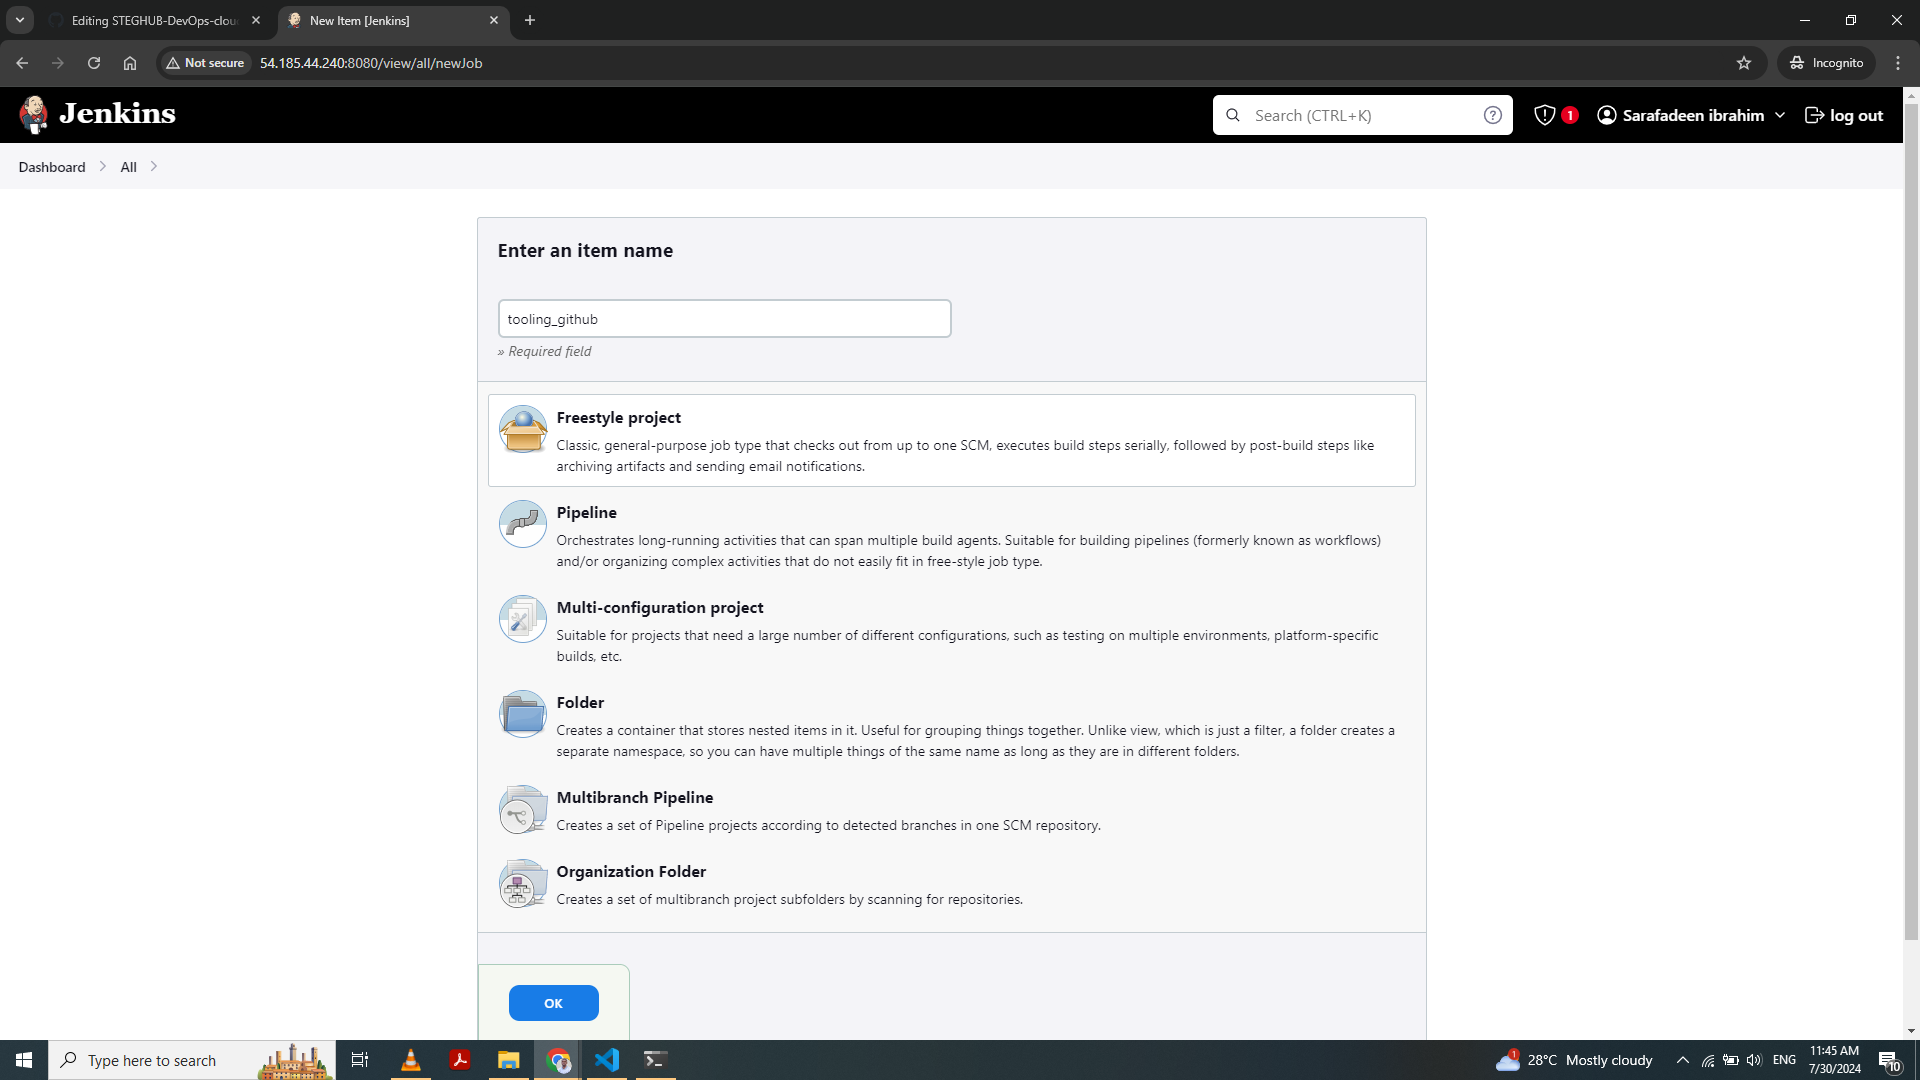 Editing STEGHUB-DevOps-clou
New Item [Jenkins]
Not secure
54.185.44.240:8080/view/all/newJob
Incognito
Jenkins
Search (CTRL+K)
1
Sarafadeen ibrahim
log out
Dashboard
All
Enter an item name
tooling_github
» Required field
Freestyle project
Classic, general-purpose job type that checks out from up to one SCM, executes build steps serially, followed by post-build steps like
archiving artifacts and sending email notifications.
Pipeline
Orchestrates long-running activities that can span multiple build agents. Suitable for building pipelines (formerly known as workflows)
and/or organizing complex activities that do not easily fit in free-style job type.
Multi-configuration project
Suitable for projects that need a large number of different configurations, such as testing on multiple environments, platform-specific
builds, etc.
Folder
Creates a container that stores nested items in it. Useful for grouping things together. Unlike view, which is just a filter, a folder creates a
separate namespace, so you can have multiple things of the same name as long as they are in different folders.
Multibranch Pipeline
Creates a set of Pipeline projects according to detected branches in one SCM repository.
Organization Folder
Creates a set of multibranch project subfolders by scanning for repositories.
OK
Type here to search
1
28°C Mostly cloudy
ENG
11:45 AM
7/30/2024
10